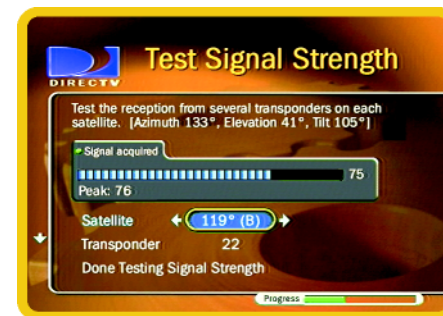 DIRECTV
Test Signal Strength
Test the reception from several transponders on each
satellite. [Azimuth 133°, Elevation 41°, Tilt 105°]
Signal acquired
75
Peak: 76
Satellite 119° (B)
Transponder 22
Done Testing Signal Strength
Progress